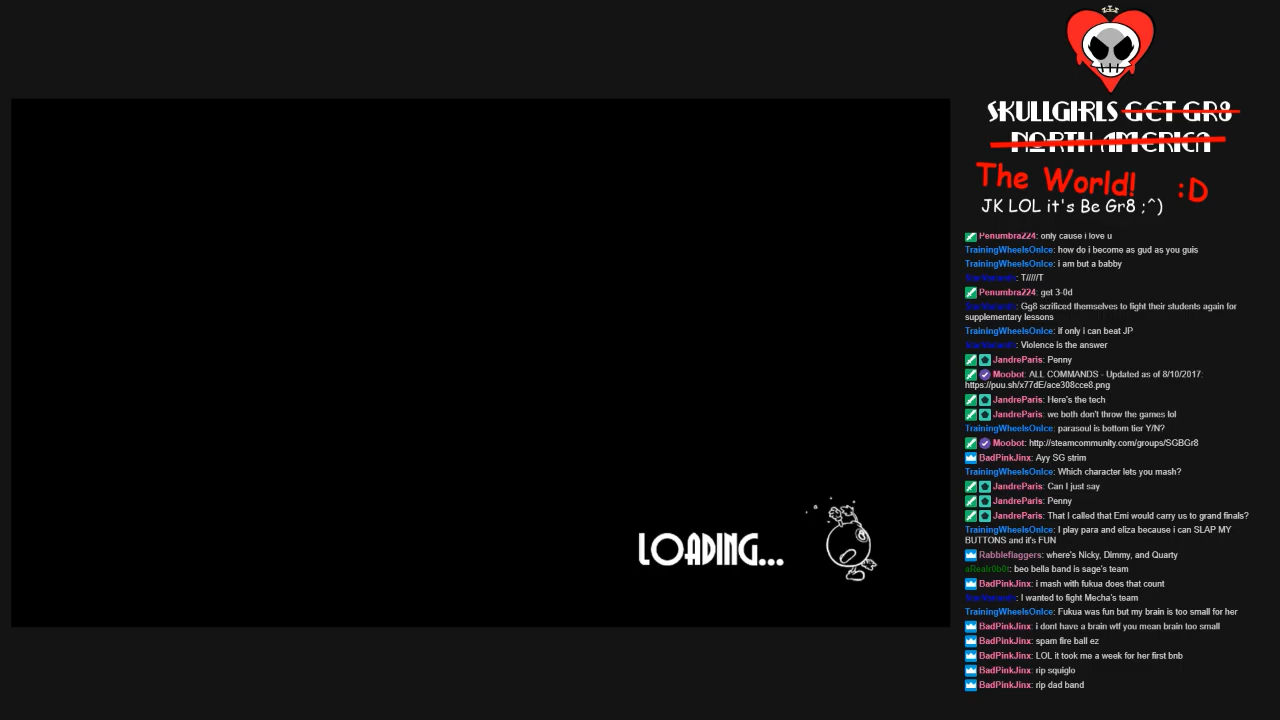 SKULLGIRLS GET GR8
NORTH AMERICA
The World! :D
JK LOL it's Be Gr8 ;^)
Penumbra224: only cause i love u
TrainingWheelsOnIce: how do i become as gud as you guis
TrainingWheelsOnIce: i am but a babby
: T/////T
Penumbra224: get 3-0d
: Gg8 scrificed themselves to fight their students again for
supplementary lessons
TrainingWheelsOnIce: if only i can beat JP
: Violence is the answer
JandreParis: Penny
Moobot: ALL COMMANDS - Updated as of 8/10/2017:
https://puu.sh/x77dE/ace308cce8.png
JandreParis: Here's the tech
JandreParis: we both don't throw the games lol
TrainingWheelsOnIce: parasoul is bottom tier Y/N?
Moobot: http://steamcommunity.com/groups/SGBGr8
BadPinkJinx: Ayy SG strim
TrainingWheelsOnIce: Which character lets you mash?
JandreParis: Can I just say
JandreParis: Penny
JandreParis: That I called that Emi would carry us to grand finals?
TrainingWheelsOnIce: I play para and eliza because i can SLAP MY
BUTTONS and it's FUN
Rabbleflaggers: where's Nicky, Dimmy, and Quarty
: beo bella band is sage's team
BadPinkJinx: i mash with fukua does that count
: I wanted to fight Mecha's team
TrainingWheelsOnIce: Fukua was fun but my brain is too small for her
BadPinkJinx: i dont have a brain wtf you mean brain too small
BadPinkJinx: spam fire ball ez
BadPinkJinx: LOL it took me a week for her first bnb
BadPinkJinx: rip squiglo
BadPinkJinx: rip dad band
LOADING...